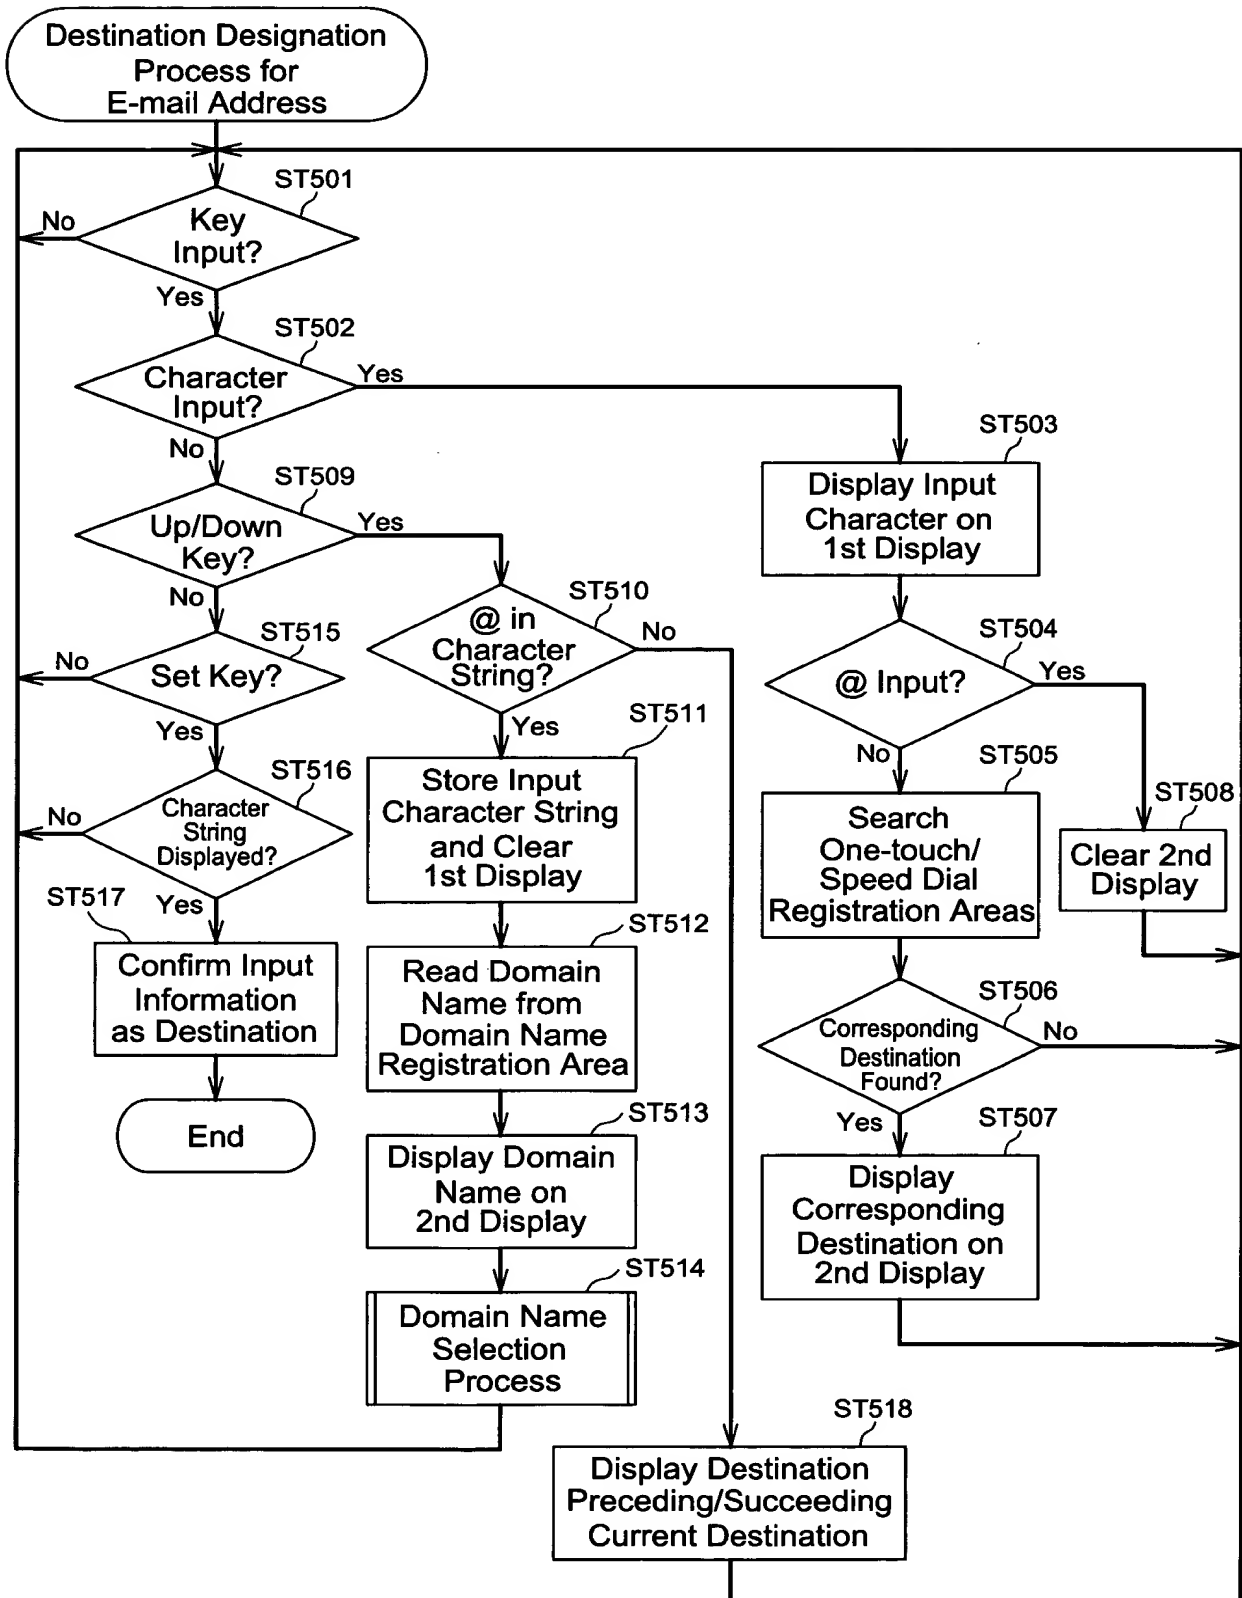 Destination Designation
Process for
E-mail Address
ST501
Key
Input?
No
Yes
ST502
Character
Input?
Yes
No
ST503
Display Input
Character on
1st Display
ST509
Up/Down
Key?
Yes
No
ST510
@ in
Character
String?
No
Yes
ST504
@ Input?
Yes
No
ST515
Set Key?
No
Yes
ST511
Store Input
Character String
and Clear
1st Display
ST505
Search
One-touch/
Speed Dial
Registration Areas
ST508
Clear 2nd
Display
ST516
Character
String
Displayed?
No
Yes
ST517
Confirm Input
Information
as Destination
End
ST512
Read Domain
Name from
Domain Name
Registration Area
ST506
Corresponding
Destination
Found?
No
Yes
ST513
Display Domain
Name on
2nd Display
ST507
Display
Corresponding
Destination on
2nd Display
ST514
Domain Name
Selection
Process
ST518
Display Destination
Preceding/Succeeding
Current Destination